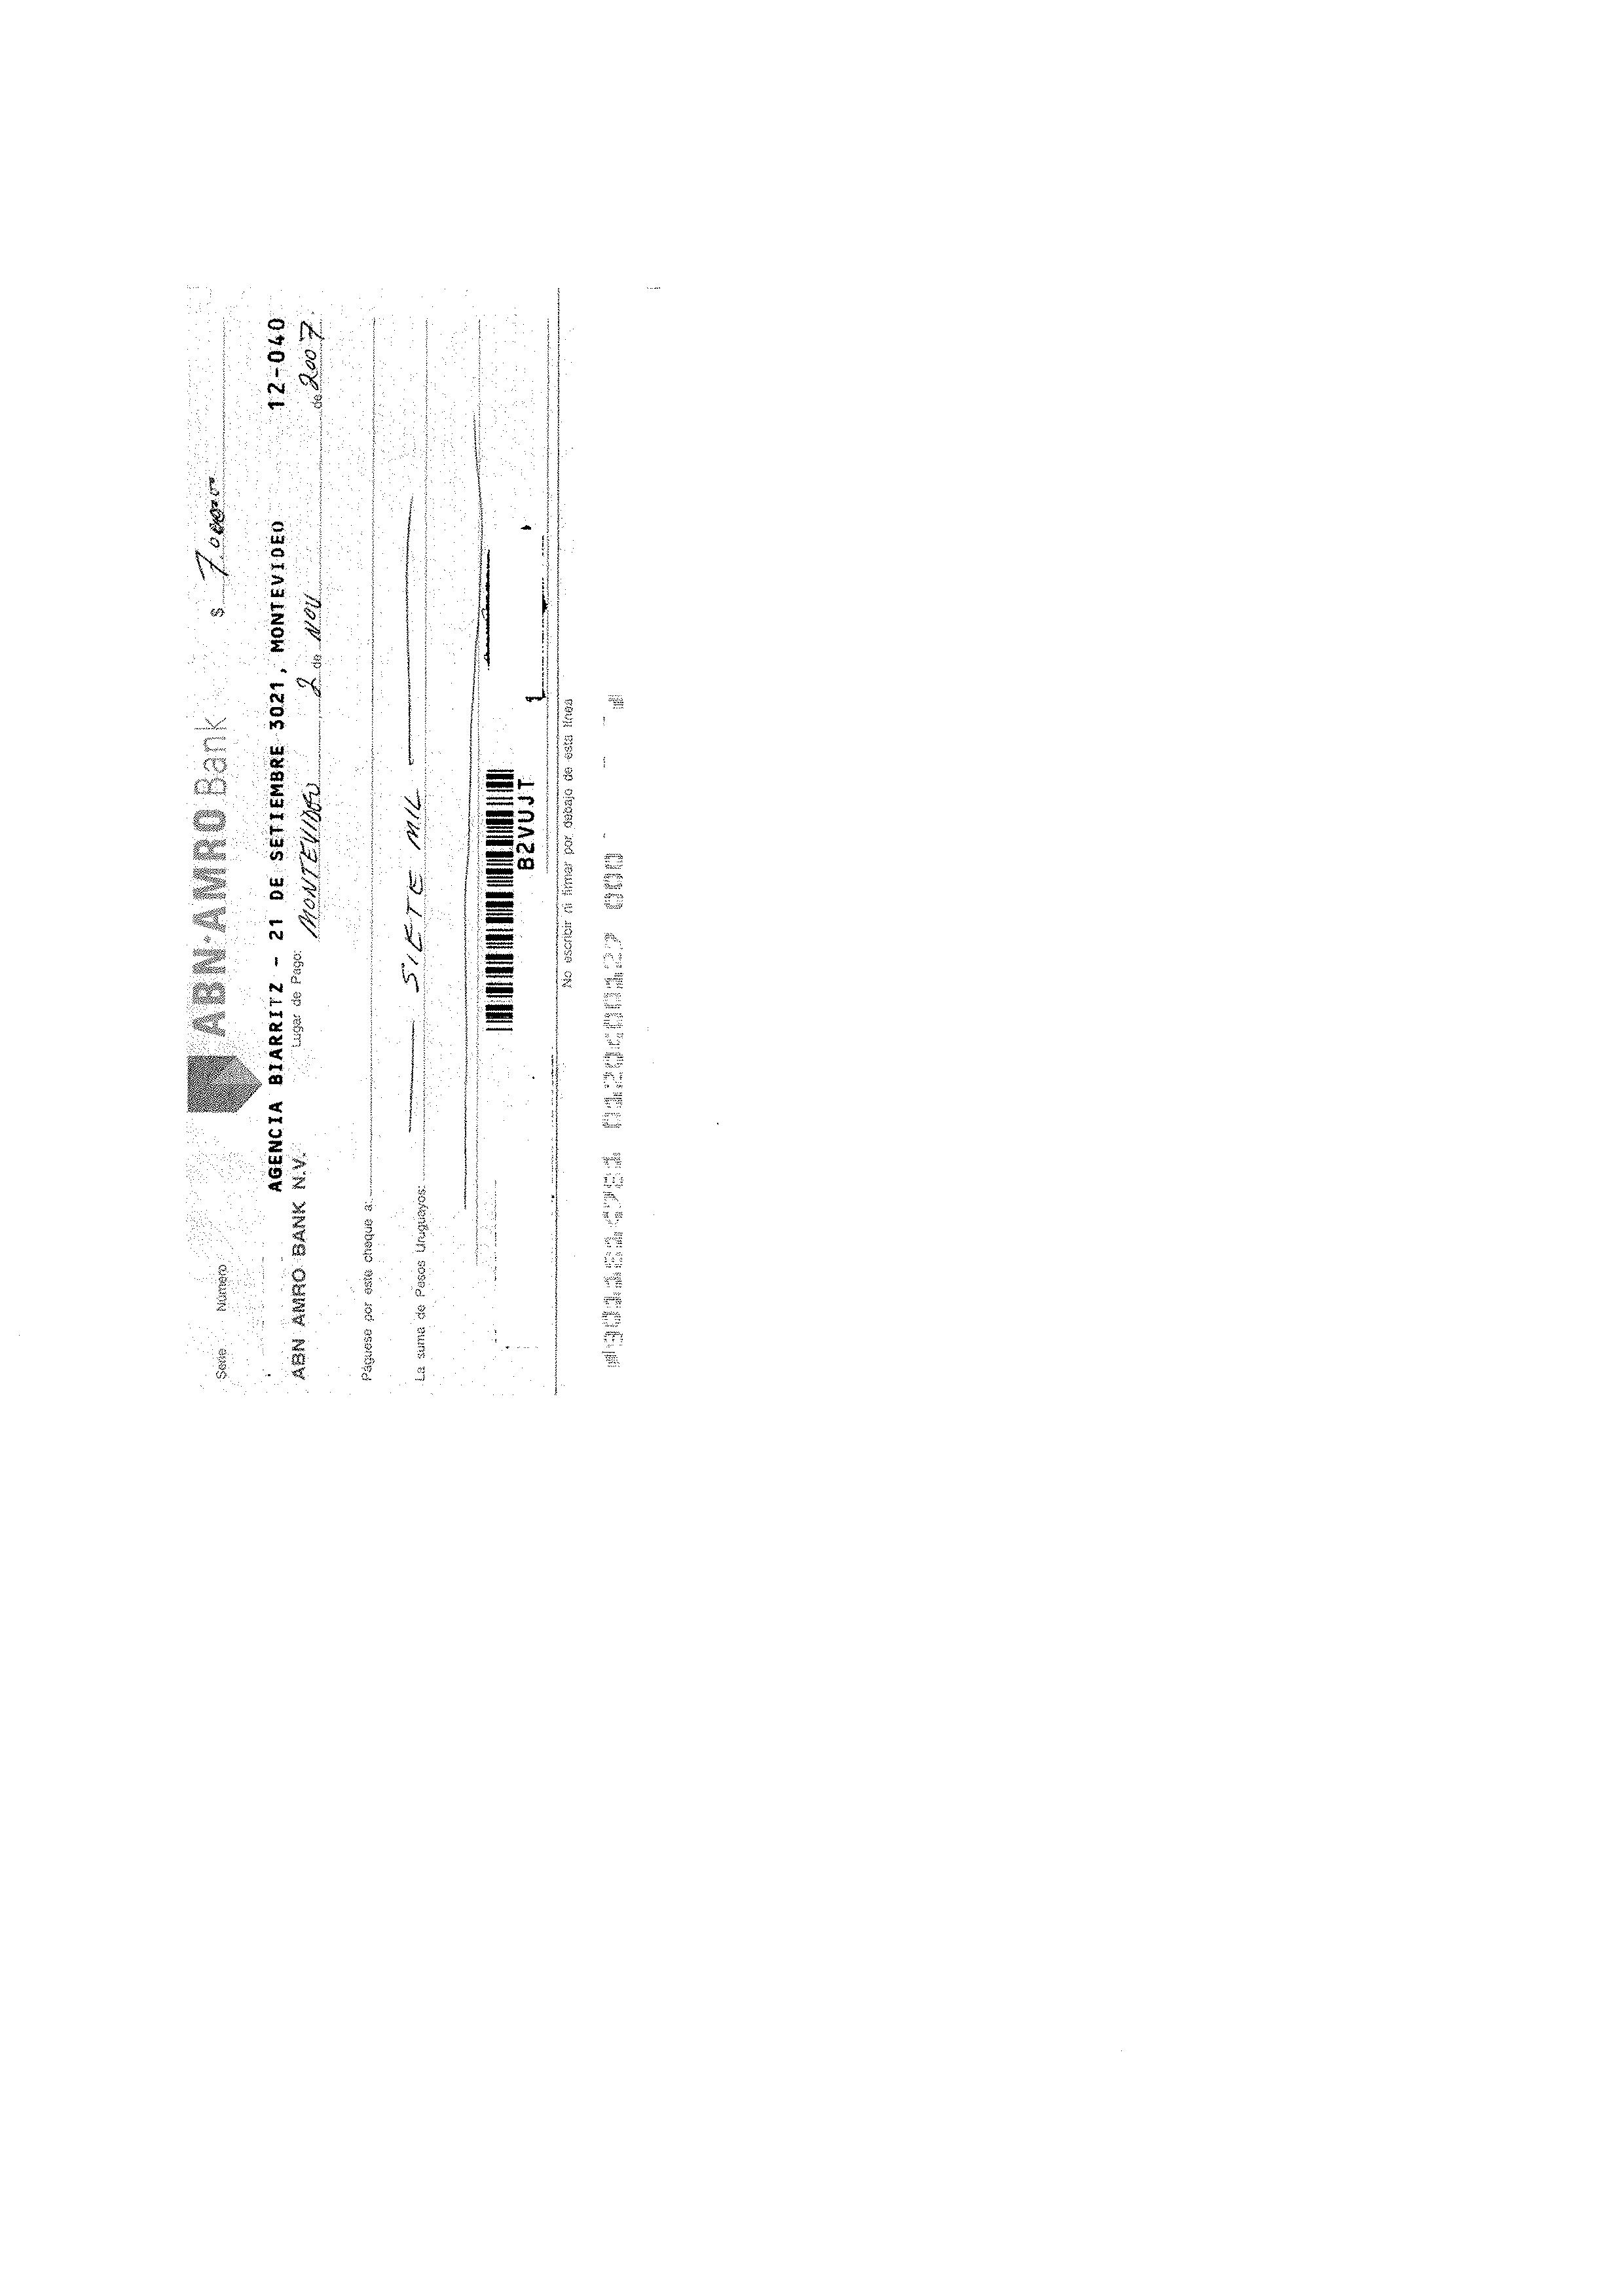 Serie Número ABN·AMRO Bank $ 7.000
AGENCIA BIARRITZ - 21 DE SETIEMBRE 3021, MONTEVIDEO 12-040
ABN AMRO BANK N.V. Lugar de Pago: MONTEVIDEO, 2 de NOV de 2007
Páguese por este cheque a:
La suma de Pesos Uruguayos: SIETE MIL
B2VUJT
No escribir ni firmar por debajo de esta línea